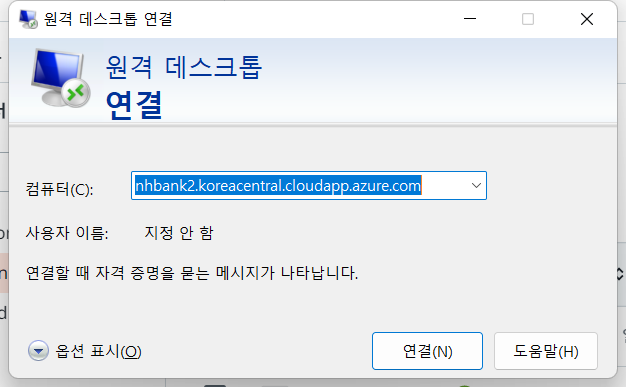 원격 데스크톱 연결
원격 데스크톱
연결
컴퓨터(C):
nhbank2.koreacentral.cloudapp.azure.com
사용자 이름: 지정 안 함
연결할 때 자격 증명을 묻는 메시지가 나타납니다.
옵션 표시(O)
연결(N)
도움말(H)